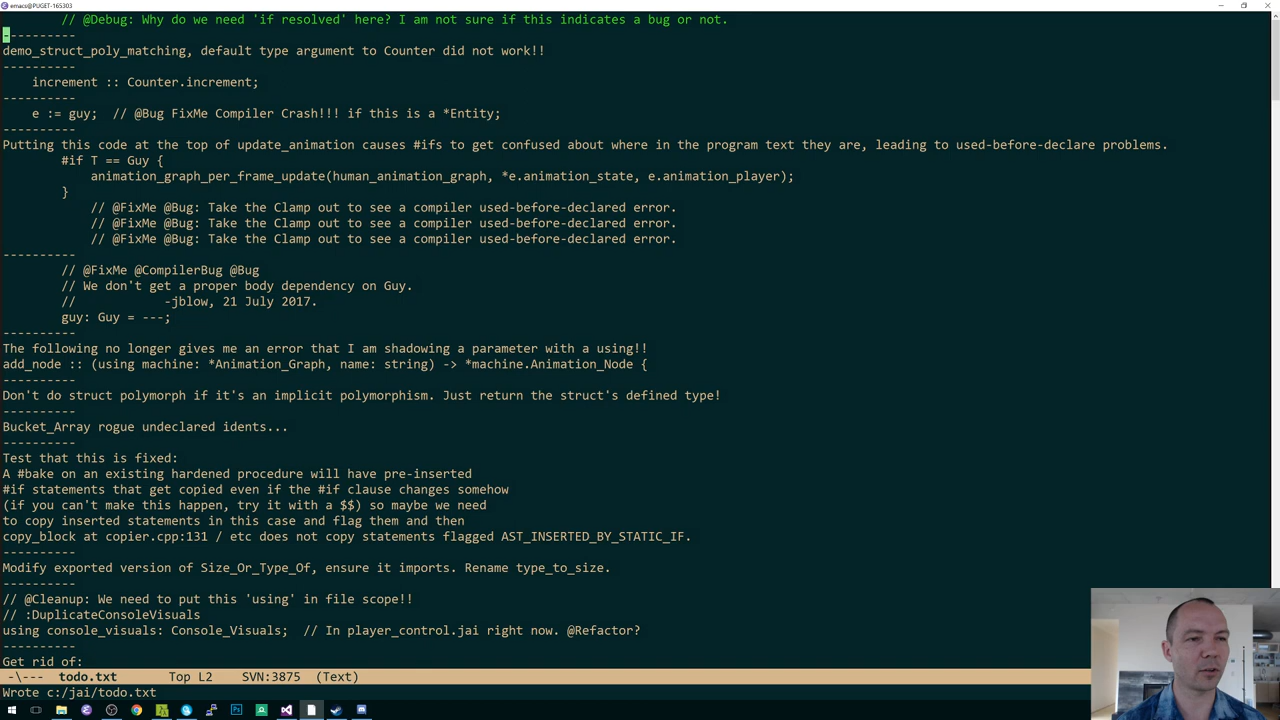 emacs@PUGET-165303
// @Debug: Why do we need 'if resolved' here? I am not sure if this indicates a bug or not.
----------
demo_struct_poly_matching, default type argument to Counter did not work!!
----------
increment :: Counter.increment;
----------
e := guy;  // @Bug FixMe Compiler Crash!!! if this is a *Entity;
----------
Putting this code at the top of update_animation causes #ifs to get confused about where in the program text they are, leading to used-before-declare problems.
#if T == Guy {
animation_graph_per_frame_update(human_animation_graph, *e.animation_state, e.animation_player);
}
// @FixMe @Bug: Take the Clamp out to see a compiler used-before-declared error.
// @FixMe @Bug: Take the Clamp out to see a compiler used-before-declared error.
// @FixMe @Bug: Take the Clamp out to see a compiler used-before-declared error.
----------
// @FixMe @CompilerBug @Bug
// We don't get a proper body dependency on Guy.
//            -jblow, 21 July 2017.
guy: Guy = ---;
----------
The following no longer gives me an error that I am shadowing a parameter with a using!!
add_node :: (using machine: *Animation_Graph, name: string) -> *machine.Animation_Node {
----------
Don't do struct polymorph if it's an implicit polymorphism. Just return the struct's defined type!
----------
Bucket_Array rogue undeclared idents...
----------
Test that this is fixed:
A #bake on an existing hardened procedure will have pre-inserted
#if statements that get copied even if the #if clause changes somehow
(if you can't make this happen, try it with a $$) so maybe we need
to copy inserted statements in this case and flag them and then
copy_block at copier.cpp:131 / etc does not copy statements flagged AST_INSERTED_BY_STATIC_IF.
----------
Modify exported version of Size_Or_Type_Of, ensure it imports. Rename type_to_size.
----------
// @Cleanup: We need to put this 'using' in file scope!!
// :DuplicateConsoleVisuals
using console_visuals: Console_Visuals;  // In player_control.jai right now. @Refactor?
----------
Get rid of:
-\---  todo.txt       Top L2     SVN:3875  (Text)
Wrote c:/jai/todo.txt